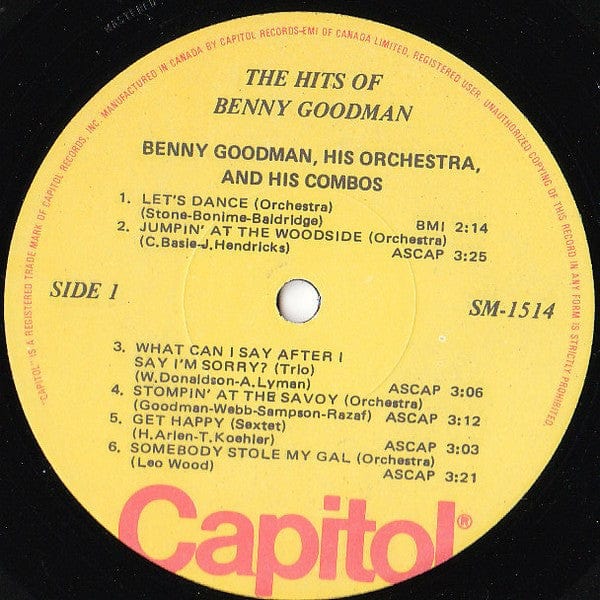 MASTERED
MANUFACTURED IN CANADA BY CAPITOL RECORDS-EMI OF CANADA LIMITED, REGISTERED USER. UNAUTHORIZED COPYING OF THIS RECORD IN ANY FORM IS STRICTLY PROHIBITED.
"CAPITOL" IS A REGISTERED TRADE MARK OF CAPITOL RECORDS, INC.
THE HITS OF
BENNY GOODMAN
BENNY GOODMAN, HIS ORCHESTRA,
AND HIS COMBOS
1. LET'S DANCE (Orchestra)
(Stone-Bonime-Baldridge) BMI 2:14
2. JUMPIN' AT THE WOODSIDE (Orchestra)
(C.Basie-J.Hendricks) ASCAP 3:25
SIDE 1
SM-1514
3. WHAT CAN I SAY AFTER I
SAY I'M SORRY? (Trio)
(W.Donaldson-A.Lyman) ASCAP 3:06
4. STOMPIN' AT THE SAVOY (Orchestra)
(Goodman-Webb-Sampson-Razaf) ASCAP 3:12
5. GET HAPPY (Sextet)
(H.Arlen-T.Koehler) ASCAP 3:03
6. SOMEBODY STOLE MY GAL (Orchestra)
(Leo Wood) ASCAP 3:21
Capitol®